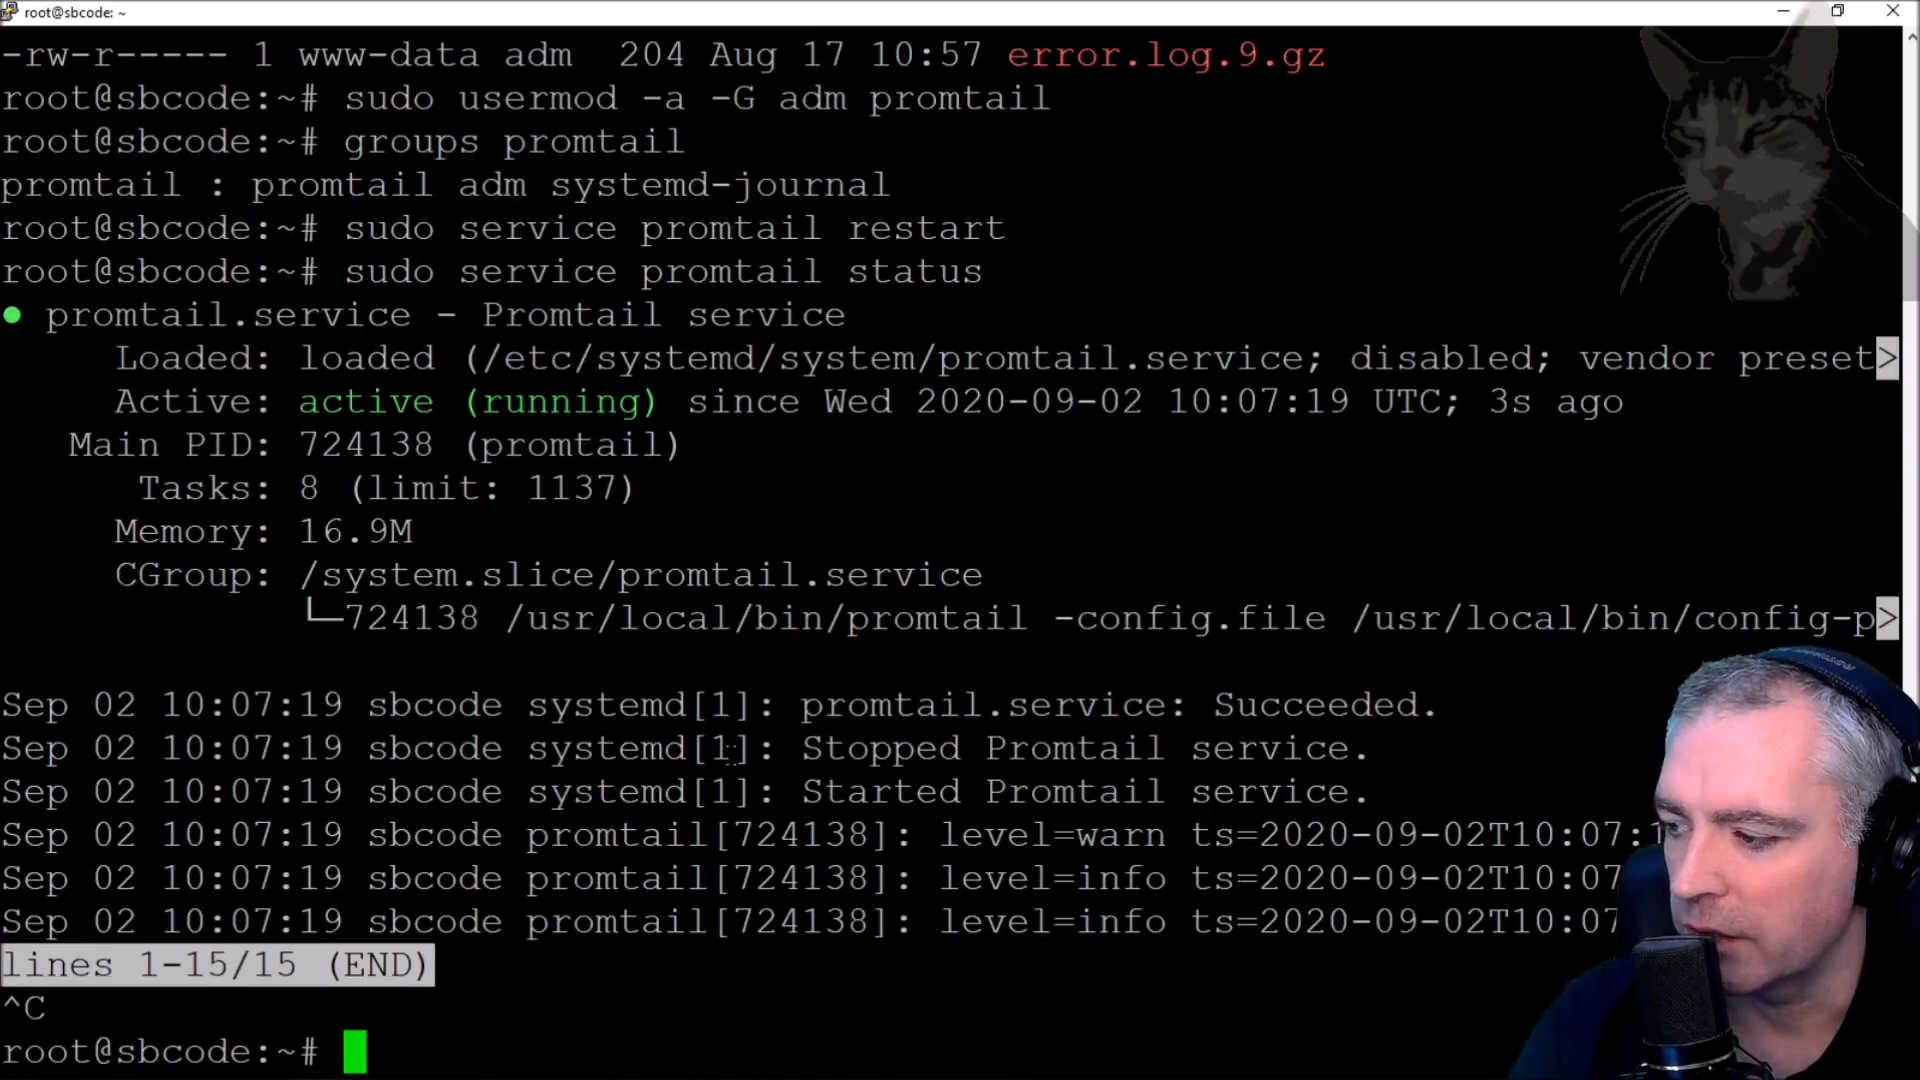 root@sbcode: ~
-rw-r----- 1 www-data adm 204 Aug 17 10:57 error.log.9.gz
root@sbcode:~# sudo usermod -a -G adm promtail
root@sbcode:~# groups promtail
promtail : promtail adm systemd-journal
root@sbcode:~# sudo service promtail restart
root@sbcode:~# sudo service promtail status
● promtail.service - Promtail service
Loaded: loaded (/etc/systemd/system/promtail.service; disabled; vendor preset>
Active: active (running) since Wed 2020-09-02 10:07:19 UTC; 3s ago
Main PID: 724138 (promtail)
Tasks: 8 (limit: 1137)
Memory: 16.9M
CGroup: /system.slice/promtail.service
└─724138 /usr/local/bin/promtail -config.file /usr/local/bin/config-p>
Sep 02 10:07:19 sbcode systemd[1]: promtail.service: Succeeded.
Sep 02 10:07:19 sbcode systemd[1]: Stopped Promtail service.
Sep 02 10:07:19 sbcode systemd[1]: Started Promtail service.
Sep 02 10:07:19 sbcode promtail[724138]: level=warn ts=2020-09-02T10:07:1
Sep 02 10:07:19 sbcode promtail[724138]: level=info ts=2020-09-02T10:07
Sep 02 10:07:19 sbcode promtail[724138]: level=info ts=2020-09-02T10:07
lines 1-15/15 (END)
^C
root@sbcode:~#